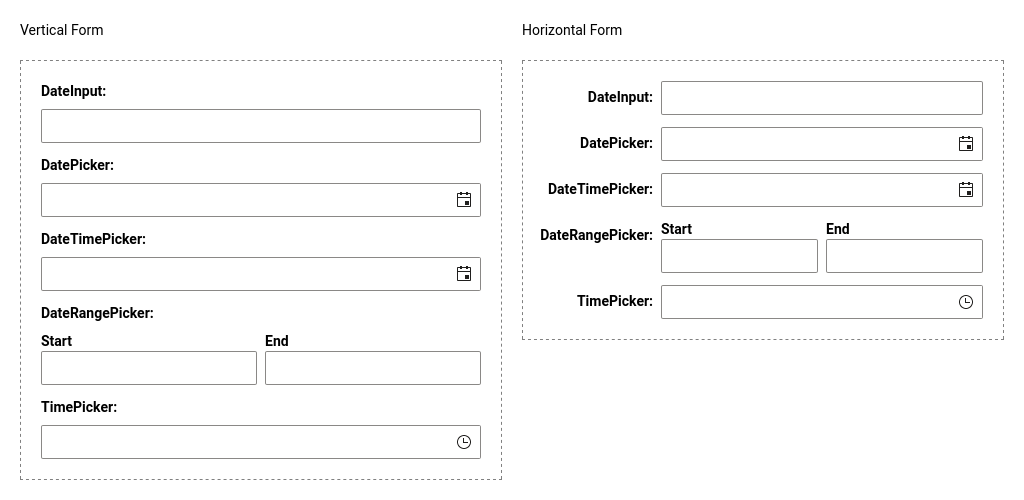 Vertical Form
DateInput:
DatePicker:
DateTimePicker:
DateRangePicker:
Start End
TimePicker:
Horizontal Form
DateInput:
DatePicker:
DateTimePicker:
DateRangePicker: Start End
TimePicker: